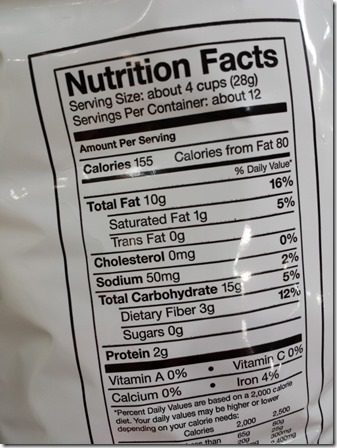 Nutrition Facts
Serving Size: about 4 cups (28g)
Servings Per Container: about 12
Amount Per Serving
Calories 155 Calories from Fat 80
% Daily Value*
Total Fat 10g 16%
Saturated Fat 1g 5%
Trans Fat 0g
Cholesterol 0mg 0%
Sodium 50mg 2%
Total Carbohydrate 15g 5%
Dietary Fiber 3g 12%
Sugars 0g
Protein 2g
Vitamin A 0% • Vitamin C 0%
Calcium 0% • Iron 4%
*Percent Daily Values are based on a 2,000 calorie
diet. Your daily values may be higher or lower
depending on your calorie needs:
Calories 2,000 2,500
65g 80g
than 20g